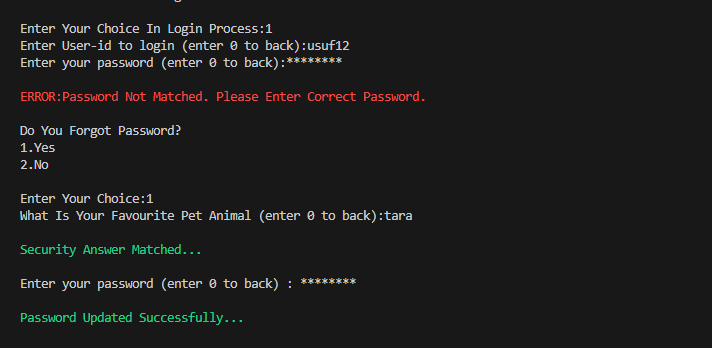 Enter Your Choice In Login Process:1
Enter User-id to login (enter 0 to back):usuf12
Enter your password (enter 0 to back):********
ERROR:Password Not Matched. Please Enter Correct Password.
Do You Forgot Password?
1.Yes
2.No
Enter Your Choice:1
What Is Your Favourite Pet Animal (enter 0 to back):tara
Security Answer Matched...
Enter your password (enter 0 to back) : ********
Password Updated Successfully...